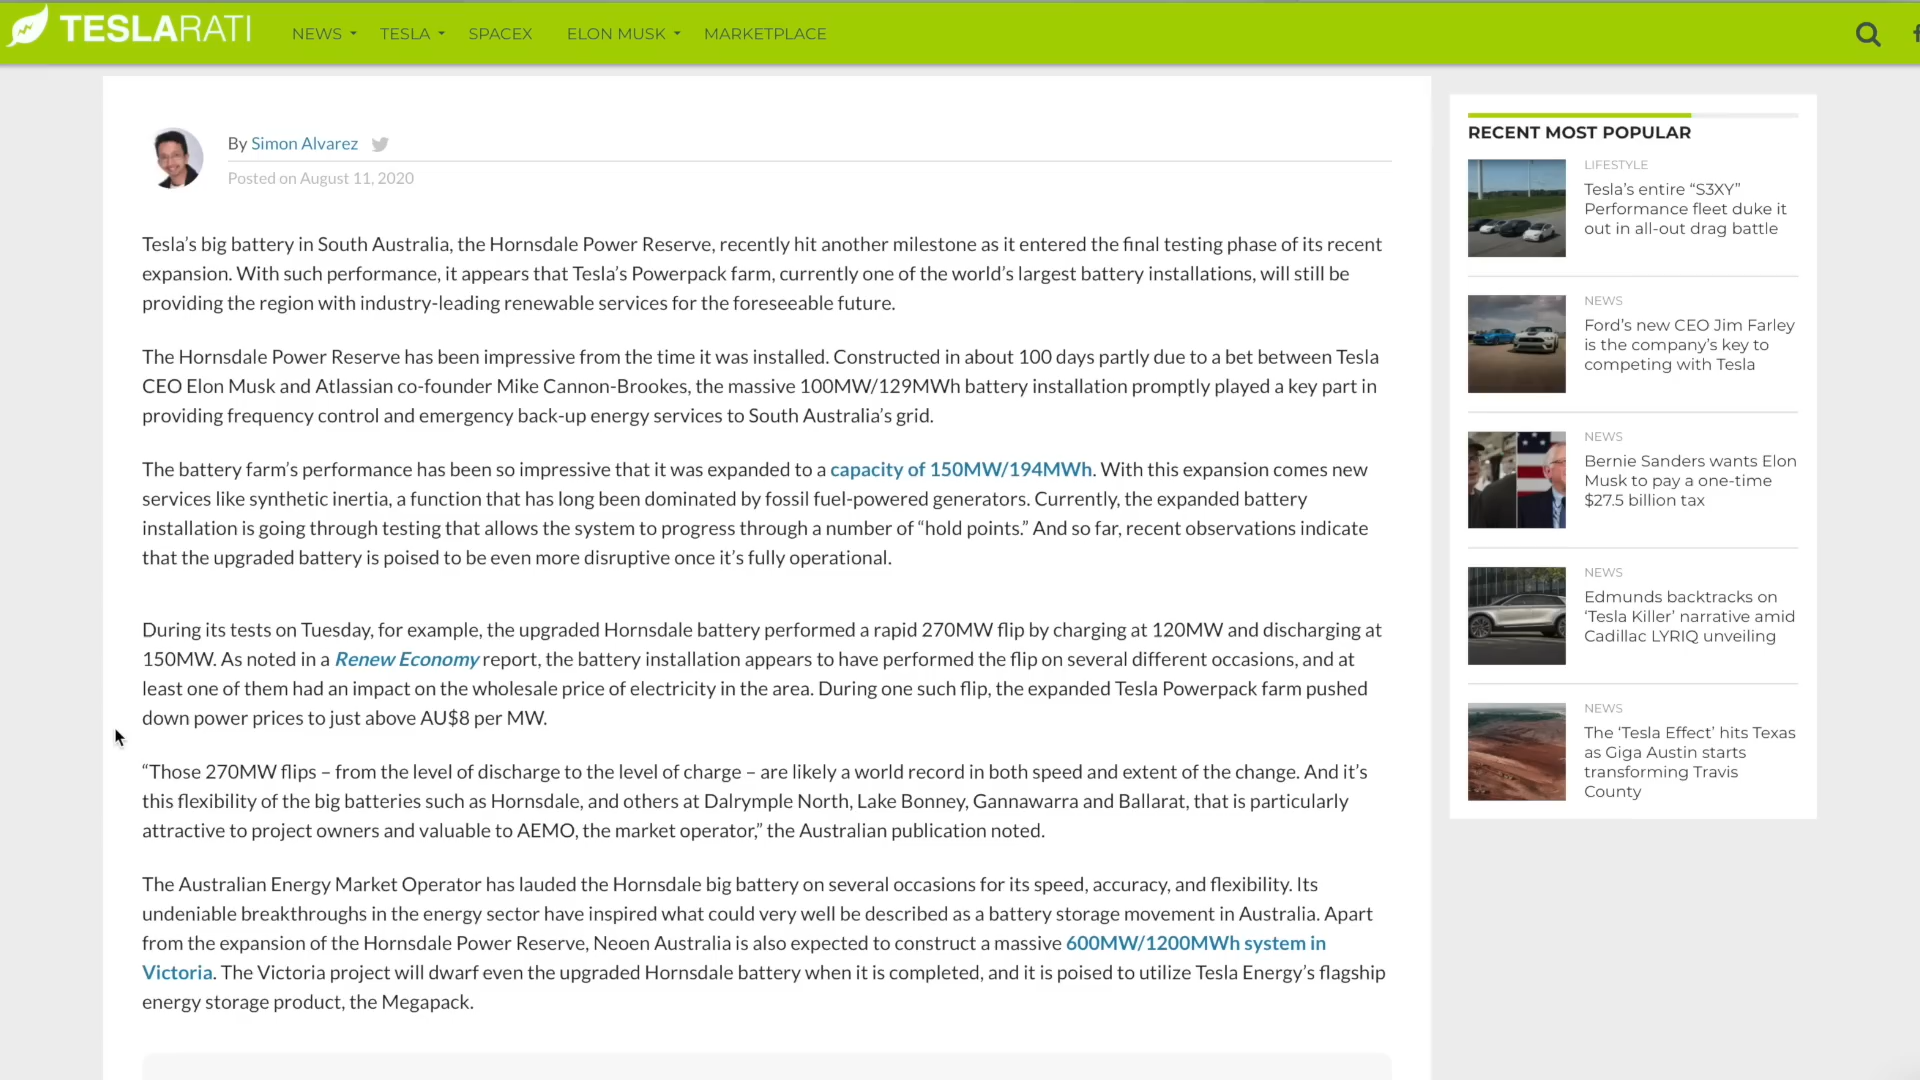 TESLARATI
NEWS TESLA SPACEX ELON MUSK MARKETPLACE
By Simon Alvarez
Posted on August 11, 2020
Tesla’s big battery in South Australia, the Hornsdale Power Reserve, recently hit another milestone as it entered the final testing phase of its recent
expansion. With such performance, it appears that Tesla’s Powerpack farm, currently one of the world’s largest battery installations, will still be
providing the region with industry-leading renewable services for the foreseeable future.
The Hornsdale Power Reserve has been impressive from the time it was installed. Constructed in about 100 days partly due to a bet between Tesla
CEO Elon Musk and Atlassian co-founder Mike Cannon-Brookes, the massive 100MW/129MWh battery installation promptly played a key part in
providing frequency control and emergency back-up energy services to South Australia’s grid.
The battery farm’s performance has been so impressive that it was expanded to a capacity of 150MW/194MWh. With this expansion comes new
services like synthetic inertia, a function that has long been dominated by fossil fuel-powered generators. Currently, the expanded battery
installation is going through testing that allows the system to progress through a number of “hold points.” And so far, recent observations indicate
that the upgraded battery is poised to be even more disruptive once it’s fully operational.
During its tests on Tuesday, for example, the upgraded Hornsdale battery performed a rapid 270MW flip by charging at 120MW and discharging at
150MW. As noted in a Renew Economy report, the battery installation appears to have performed the flip on several different occasions, and at
least one of them had an impact on the wholesale price of electricity in the area. During one such flip, the expanded Tesla Powerpack farm pushed
down power prices to just above AU$8 per MW.
“Those 270MW flips – from the level of discharge to the level of charge – are likely a world record in both speed and extent of the change. And it’s
this flexibility of the big batteries such as Hornsdale, and others at Dalrymple North, Lake Bonney, Gannawarra and Ballarat, that is particularly
attractive to project owners and valuable to AEMO, the market operator,” the Australian publication noted.
The Australian Energy Market Operator has lauded the Hornsdale big battery on several occasions for its speed, accuracy, and flexibility. Its
undeniable breakthroughs in the energy sector have inspired what could very well be described as a battery storage movement in Australia. Apart
from the expansion of the Hornsdale Power Reserve, Neoen Australia is also expected to construct a massive 600MW/1200MWh system in
Victoria. The Victoria project will dwarf even the upgraded Hornsdale battery when it is completed, and it is poised to utilize Tesla Energy’s flagship
energy storage product, the Megapack.
RECENT MOST POPULAR
LIFESTYLE
Tesla’s entire “S3XY”
Performance fleet duke it
out in all-out drag battle
NEWS
Ford’s new CEO Jim Farley
is the company’s key to
competing with Tesla
NEWS
Bernie Sanders wants Elon
Musk to pay a one-time
$27.5 billion tax
NEWS
Edmunds backtracks on
‘Tesla Killer’ narrative amid
Cadillac LYRIQ unveiling
NEWS
The ‘Tesla Effect’ hits Texas
as Giga Austin starts
transforming Travis
County